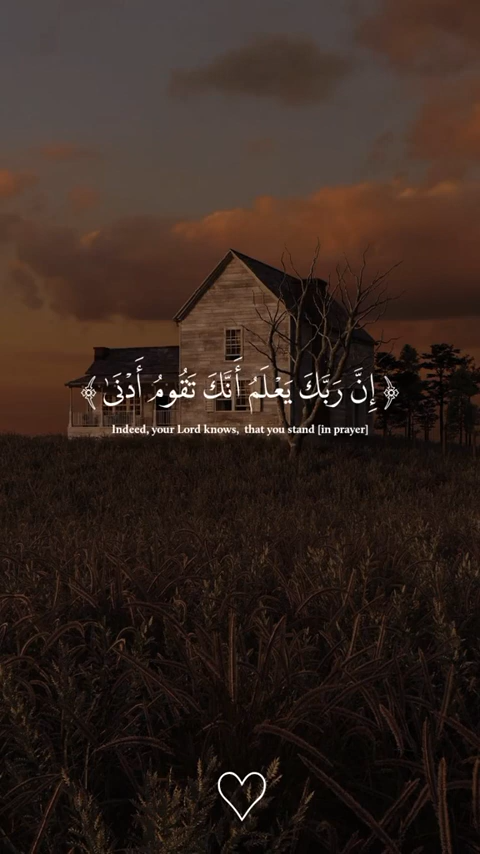 ﴿إِنَّ رَبَّكَ يَعْلَمُ أَنَّكَ تَقُومُ أَدْنَىٰ﴾
Indeed, your Lord knows, that you stand [in prayer]